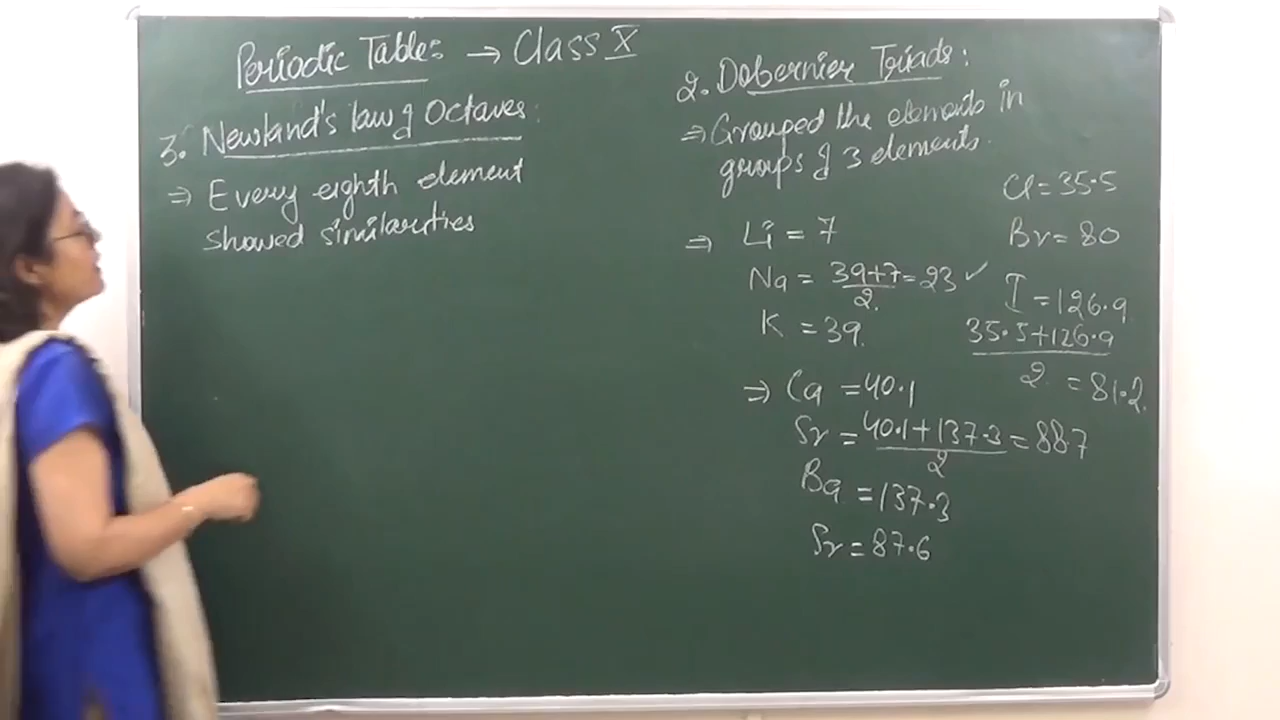 Periodic Table: → Class X
3. Newland's law of Octaves:
⇒ Every eighth element
showed similarities
2. Dobernier Triads:
⇒ Grouped the elements in
groups of 3 elements.
⇒ Li = 7
Na = 39+7/2 = 23 ✓
K = 39.
Cl = 35.5
Br = 80
I = 126.9
35.5+126.9/2 = 81.2.
⇒ Ca = 40.1
Sr = 40.1+137.3/2 = 88.7
Ba = 137.3
Sr = 87.6